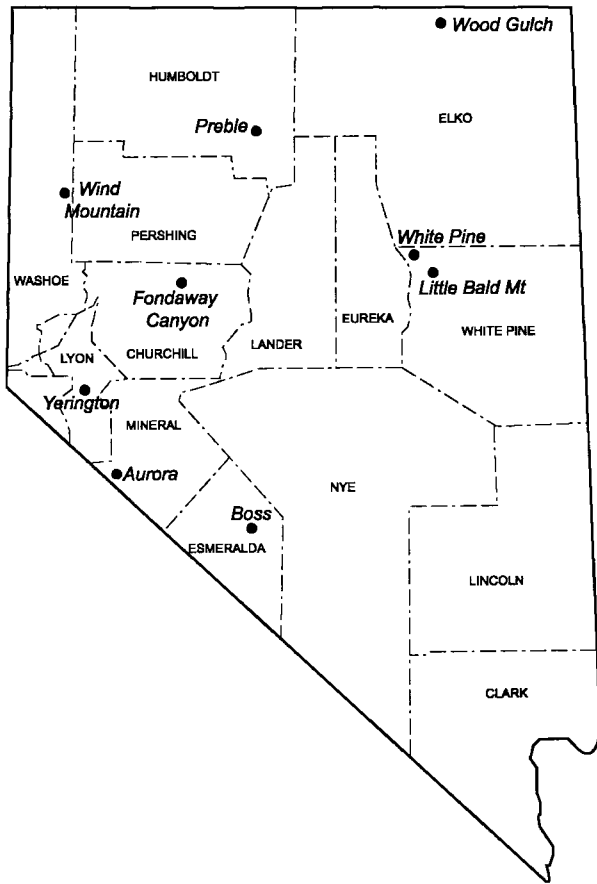 Wood Gulch
HUMBOLDT
ELKO
Preble
Wind
Mountain
PERSHING
White Pine
WASHOE
Little Bald Mt
Fondaway
Canyon
EUREKA
WHITE PINE
LANDER
LYON
CHURCHILL
Yerington
MINERAL
Aurora
NYE
Boss
ESMERALDA
LINCOLN
CLARK